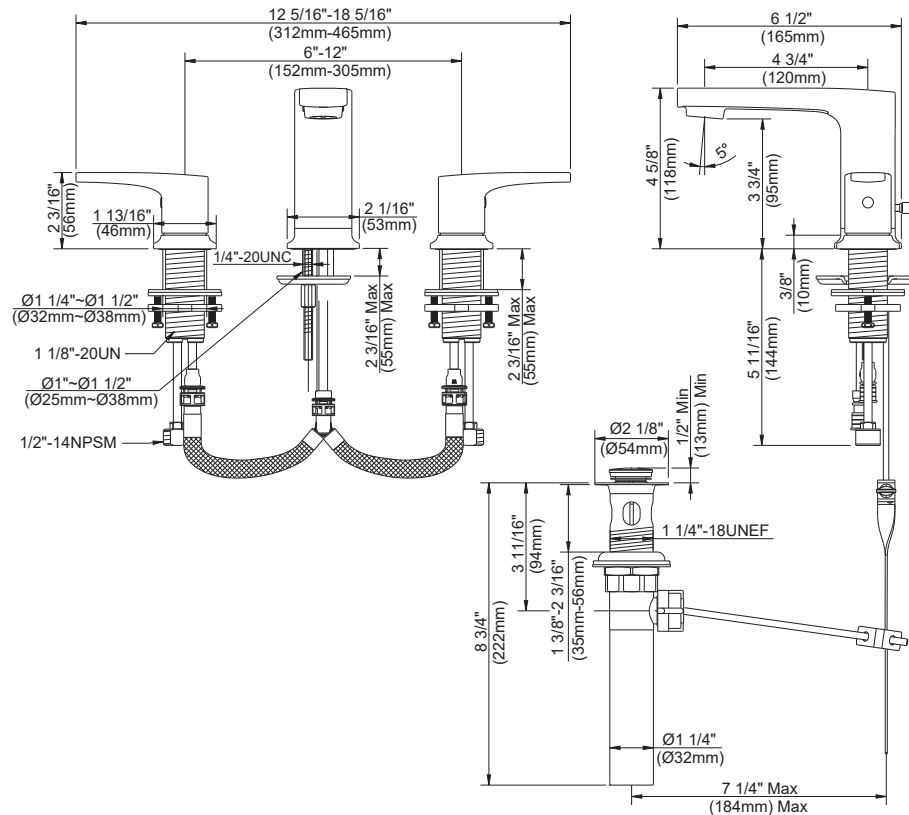 12 5/16"-18 5/16"
(312mm-465mm)
6"-12"
(152mm-305mm)
2 3/16"
(56mm)
1 13/16"
(46mm)
2 1/16"
(53mm)
1/4"-20UNC
Ø1 1/4"~Ø1 1/2"
(Ø32mm~Ø38mm)
1 1/8"-20UN
Ø1"~Ø1 1/2"
(Ø25mm~Ø38mm)
1/2"-14NPSM
2 3/16" Max
(55mm) Max
2 3/16" Max
(55mm) Max
6 1/2"
(165mm)
4 3/4"
(120mm)
4 5/8"
(118mm)
5°
3 3/4"
(95mm)
3/8"
(10mm)
5 11/16"
(144mm)
Ø2 1/8"
(Ø54mm)
1/2" Min
(13mm) Min
1 1/4"-18UNEF
3 11/16"
(94mm)
1 3/8"-2 3/16"
(35mm-56mm)
8 3/4"
(222mm)
Ø1 1/4"
(Ø32mm)
7 1/4" Max
(184mm) Max